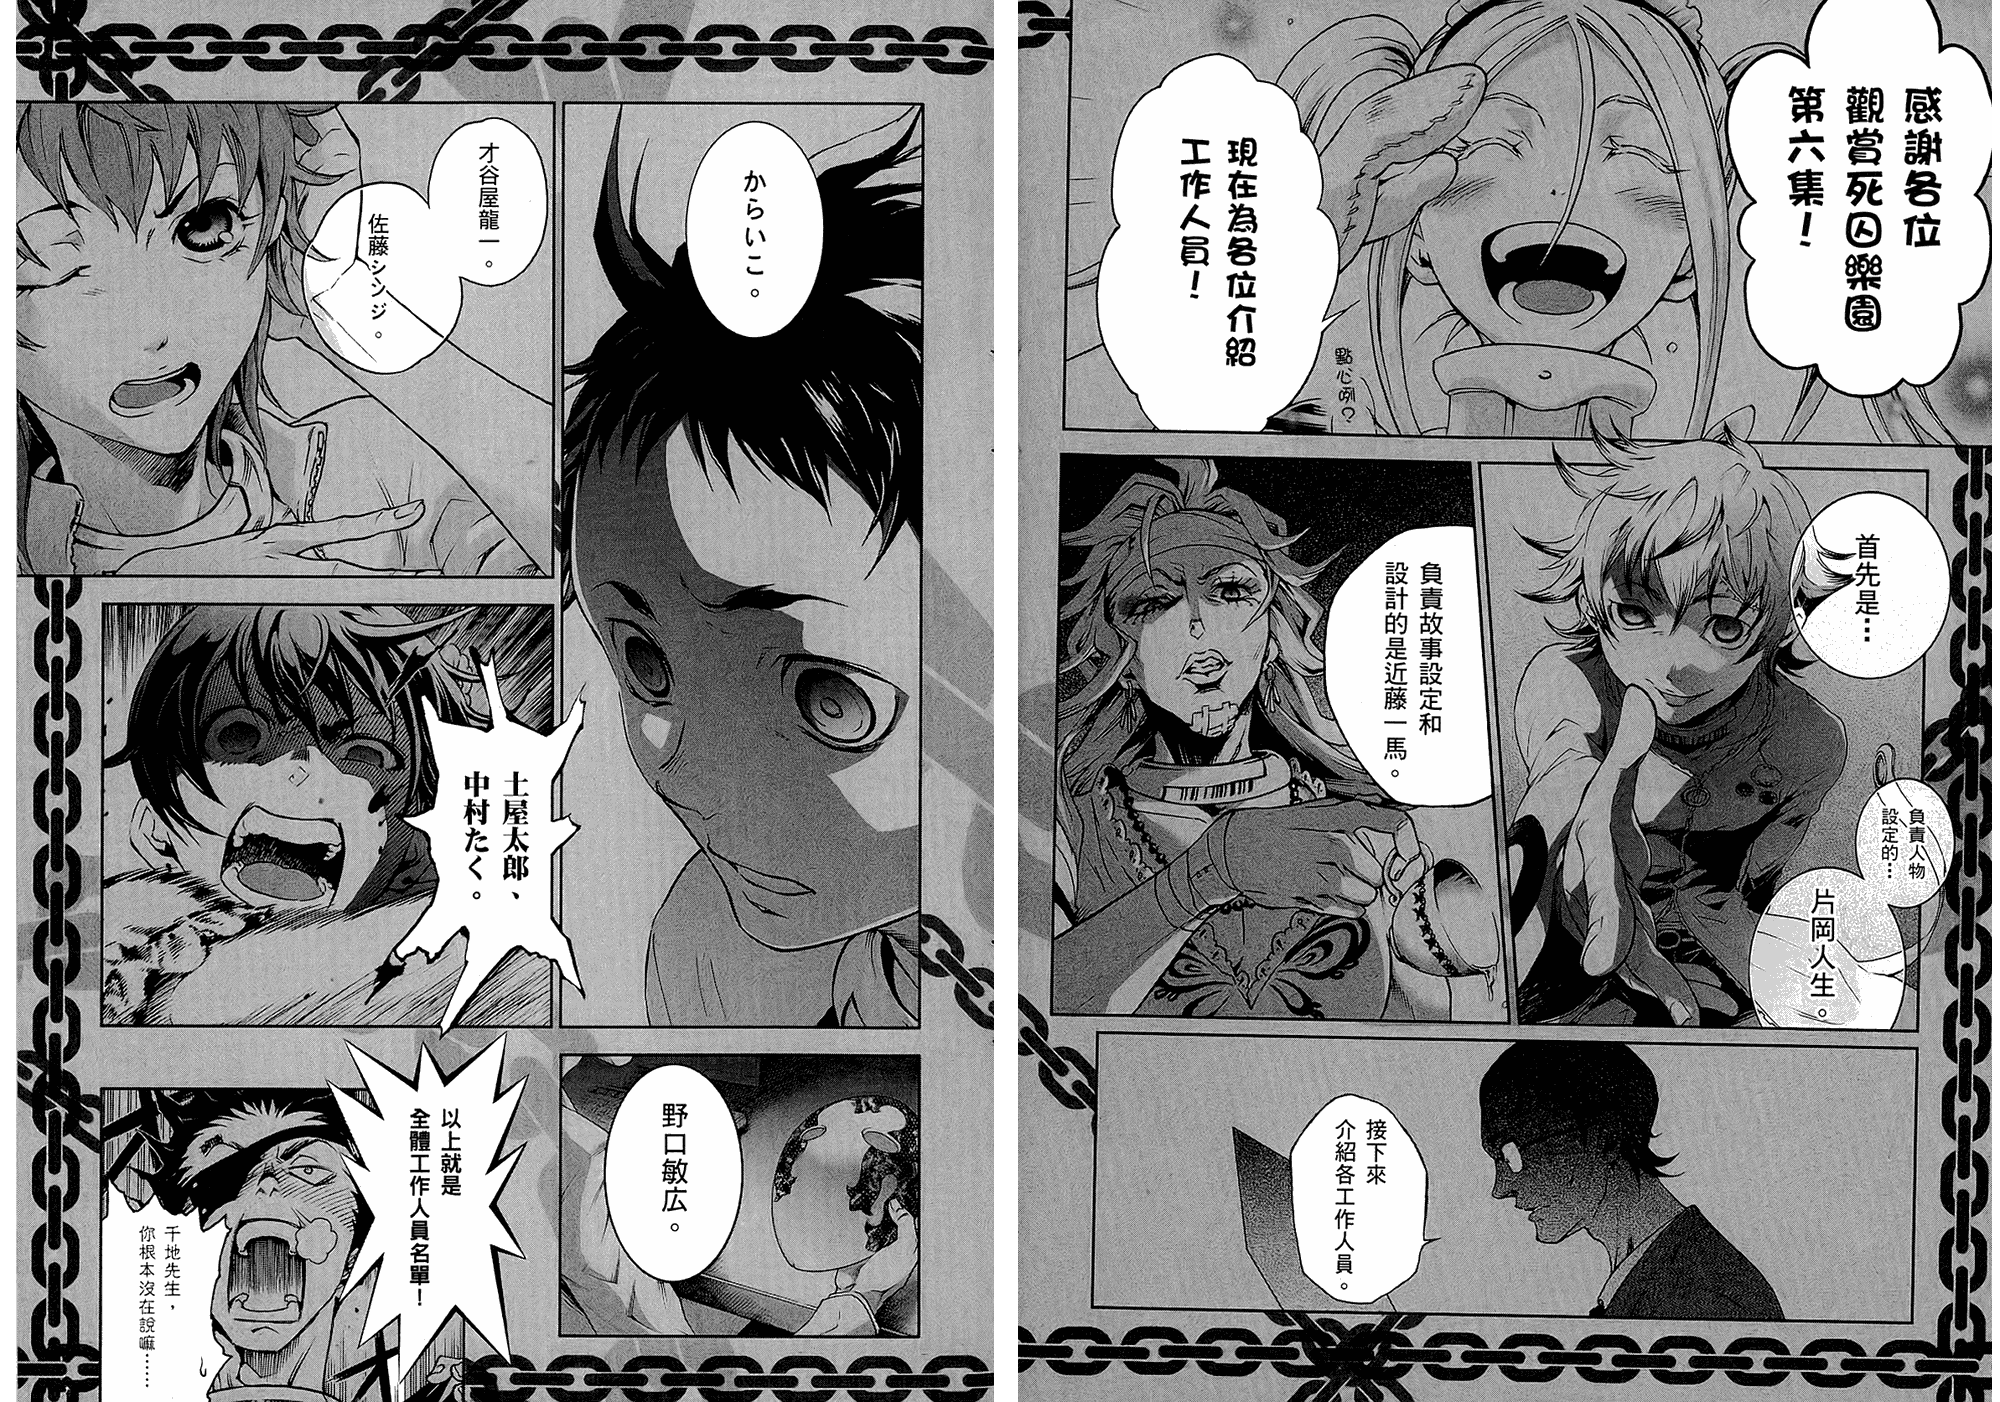 感謝各位
觀賞死囚樂園
第六集！
現在為各位介紹
工作人員！
點心咧？
首先是…
負責人物
設定的…
片岡人生。
負責故事設定和
設計的是近藤一馬。
接下來
介紹各工作人員。
からいこ。
才谷屋龍一。
佐藤シンジ。
土屋太郎、
中村たく。
野口敏広。
以上就是
全體工作人員名單！
千地先生，
你根本沒在說嘛……